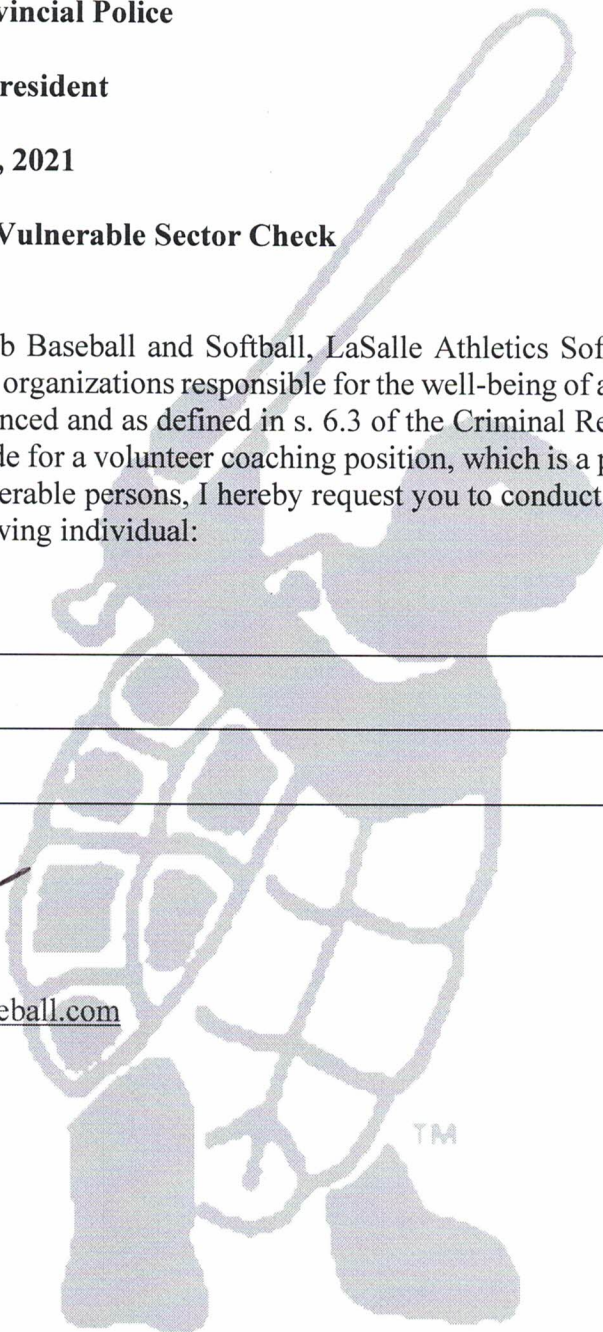 vincial Police
resident
, 2021
Vulnerable Sector Check
b Baseball and Softball, LaSalle Athletics Sof
organizations responsible for the well-being of a
nced and as defined in s. 6.3 of the Criminal Re
le for a volunteer coaching position, which is a p
erable persons, I hereby request you to conduct
wing individual:
eball.com
TM